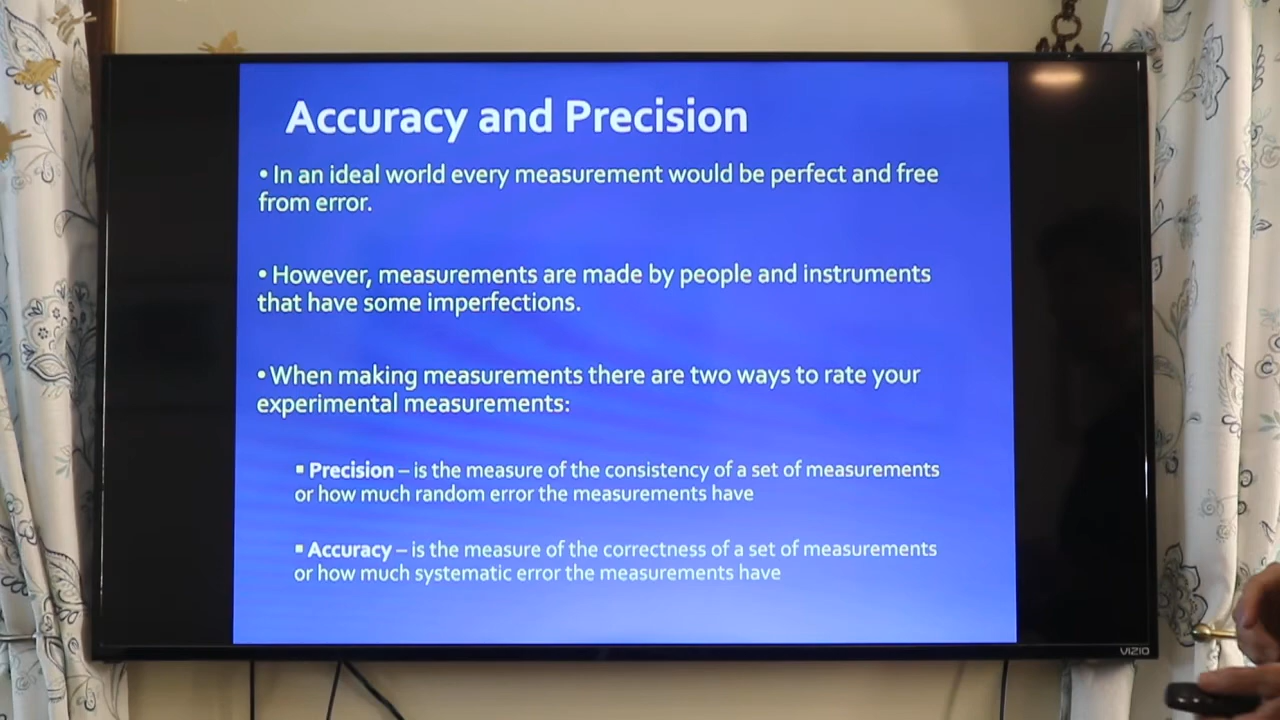 Accuracy and Precision
• In an ideal world every measurement would be perfect and free
from error.
• However, measurements are made by people and instruments
that have some imperfections.
• When making measurements there are two ways to rate your
experimental measurements:
▪ Precision – is the measure of the consistency of a set of measurements
or how much random error the measurements have
▪ Accuracy – is the measure of the correctness of a set of measurements
or how much systematic error the measurements have
VIZIO